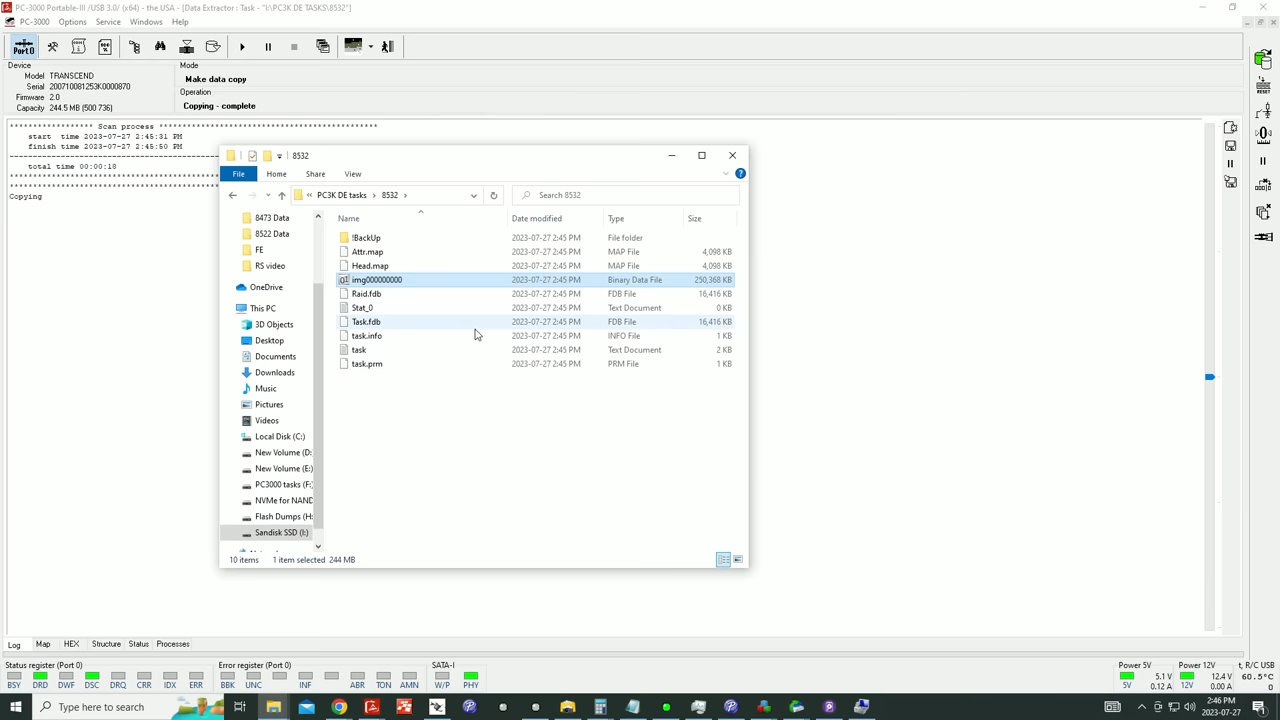 PC-3000 Portable-III /USB 3.0/ (x64) - the USA - [Data Extractor : Task - "I:\PC3K DE TASKS\8532"]
PC-3000 Options Service Windows Help
Port 0
Device
Model TRANSCEND
Serial 200710081253K0000870
Firmware 2.0
Capacity 244.5 MB (500 736)
Mode
Make data copy
Operation
Copying - complete
****************** Scan process ******************************************
start time 2023-07-27 2:45:31 PM
finish time 2023-07-27 2:45:50 PM
total time 00:00:18
Copying
8532
File Home Share View
« PC3K DE tasks > 8532 >
Search 8532
Name Date modified Type Size
!BackUp 2023-07-27 2:45 PM File folder
Attr.map 2023-07-27 2:45 PM MAP File 4,098 KB
Head.map 2023-07-27 2:45 PM MAP File 4,098 KB
img000000000 2023-07-27 2:45 PM Binary Data File 250,368 KB
Raid.fdb 2023-07-27 2:45 PM FDB File 16,416 KB
Stat_0 2023-07-27 2:45 PM Text Document 0 KB
Task.fdb 2023-07-27 2:45 PM FDB File 16,416 KB
task.info 2023-07-27 2:45 PM INFO File 1 KB
task 2023-07-27 2:45 PM Text Document 2 KB
task.prm 2023-07-27 2:45 PM PRM File 1 KB
8473 Data
8522 Data
FE
RS video
OneDrive
This PC
3D Objects
Desktop
Documents
Downloads
Music
Pictures
Videos
Local Disk (C:)
New Volume (D:
New Volume (E:)
PC3000 tasks (F:
NVMe for NAND
Flash Dumps (H:
Sandisk SSD (I:)
10 items 1 item selected 244 MB
Log Map HEX Structure Status Processes
Status register (Port 0) Error register (Port 0) SATA-I Power 5V Power 12V t, R/C USB
BSY DRD DWF DSC DRQ CRR IDX ERR BBK UNC INF ABR TON AMN W/P PHY
5V 5.1 V 0.12 A 12V 12.4 V 0.00 A 60.5°C 0
RESET
Type here to search
2:46 PM
2023-07-27